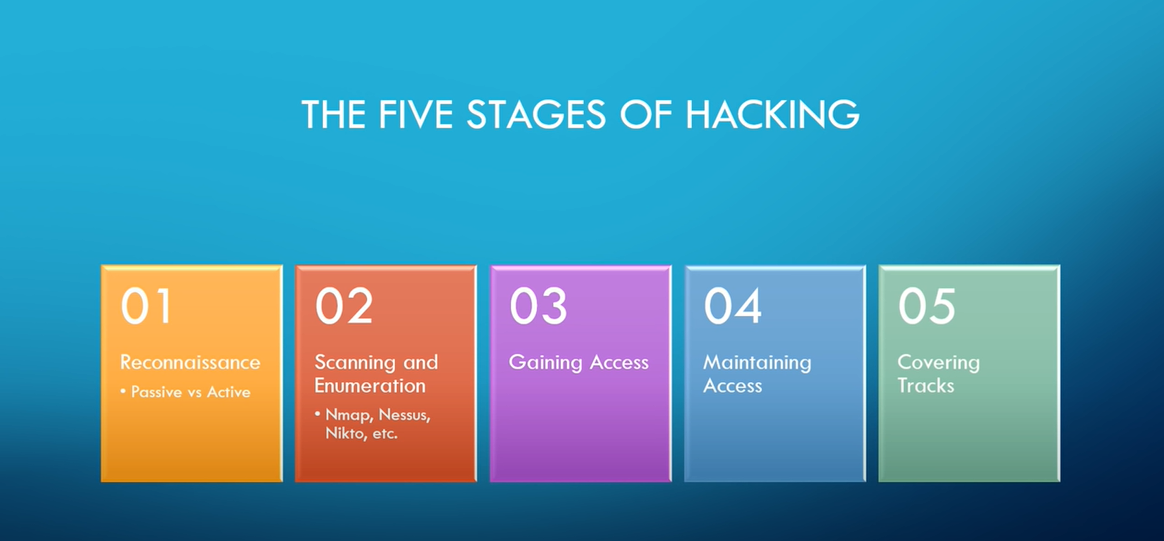 THE FIVE STAGES OF HACKING
01
Reconnaissance
• Passive vs Active
02
Scanning and
Enumeration
• Nmap, Nessus,
Nikto, etc.
03
Gaining Access
04
Maintaining
Access
05
Covering
Tracks